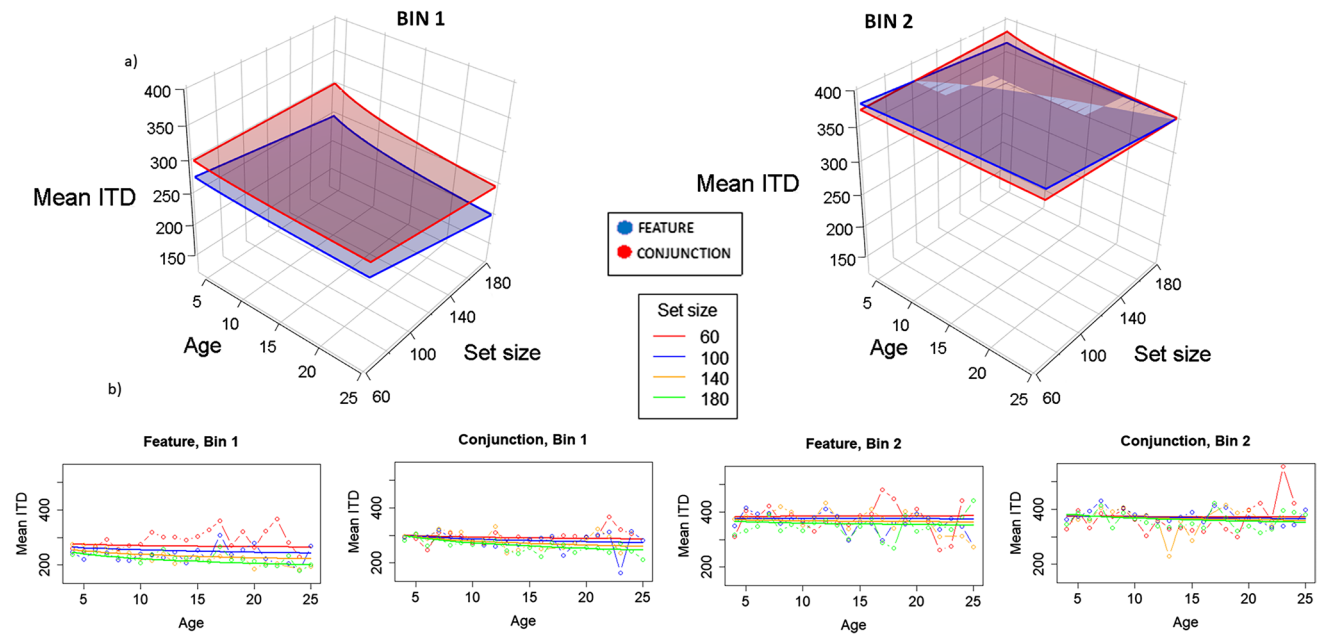 BIN 1
BIN 2
a)
400
350
300
250
200
150
Mean ITD
5
10
15
20
25
Age
60
100
140
180
Set size
400
350
300
250
200
150
Mean ITD
5
10
15
20
25
Age
60
100
140
180
Set size
FEATURE
CONJUNCTION
Set size
60
100
140
180
b)
Feature, Bin 1
Mean ITD
400
200
5
10
15
20
25
Age
Conjunction, Bin 1
Mean ITD
400
200
5
10
15
20
25
Age
Feature, Bin 2
Mean ITD
400
200
5
10
15
20
25
Age
Conjunction, Bin 2
Mean ITD
400
200
5
10
15
20
25
Age